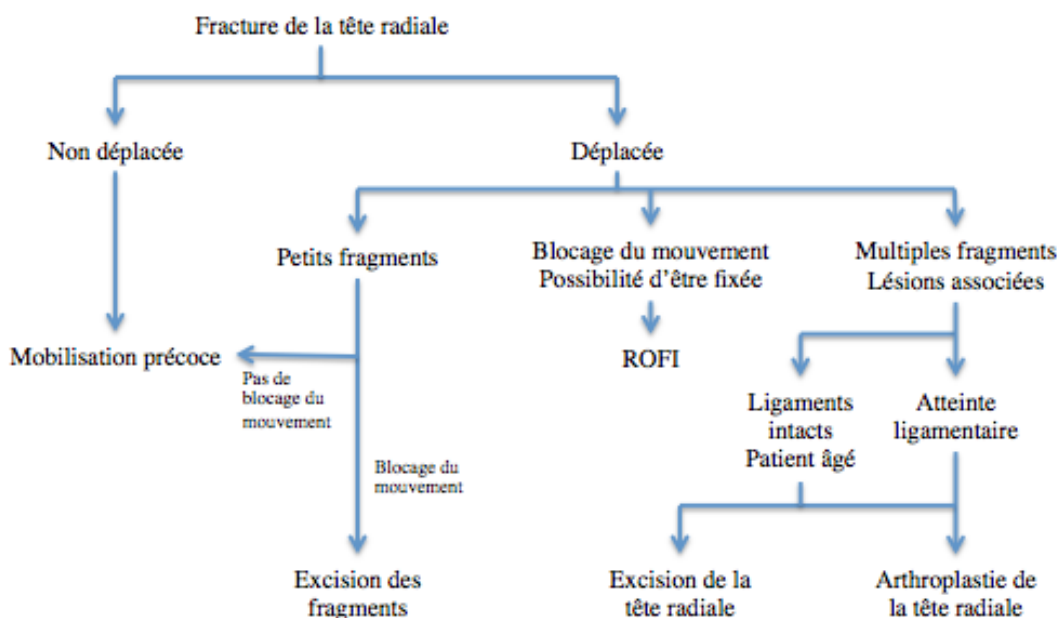 Fracture de la tête radiale
Non déplacée
Déplacée
Petits fragments
Blocage du mouvement
Possibilité d'être fixée
Multiples fragments
Lésions associées
Mobilisation précoce
Pas de
blocage du
mouvement
ROFI
Ligaments
intacts
Patient âgé
Atteinte
ligamentaire
Blocage du
mouvement
Excision des
fragments
Excision de la
tête radiale
Arthroplastie de
la tête radiale